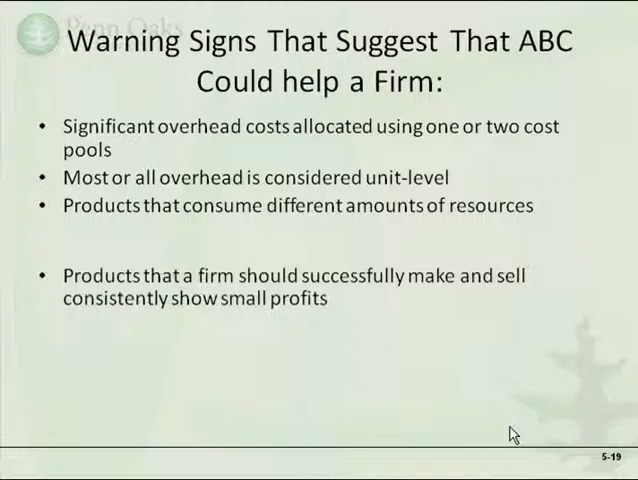 Penn Oaks
Warning Signs That Suggest That ABC
Could help a Firm:
• Significant overhead costs allocated using one or two cost
pools
• Most or all overhead is considered unit-level
• Products that consume different amounts of resources
• Products that a firm should successfully make and sell
consistently show small profits
5-19